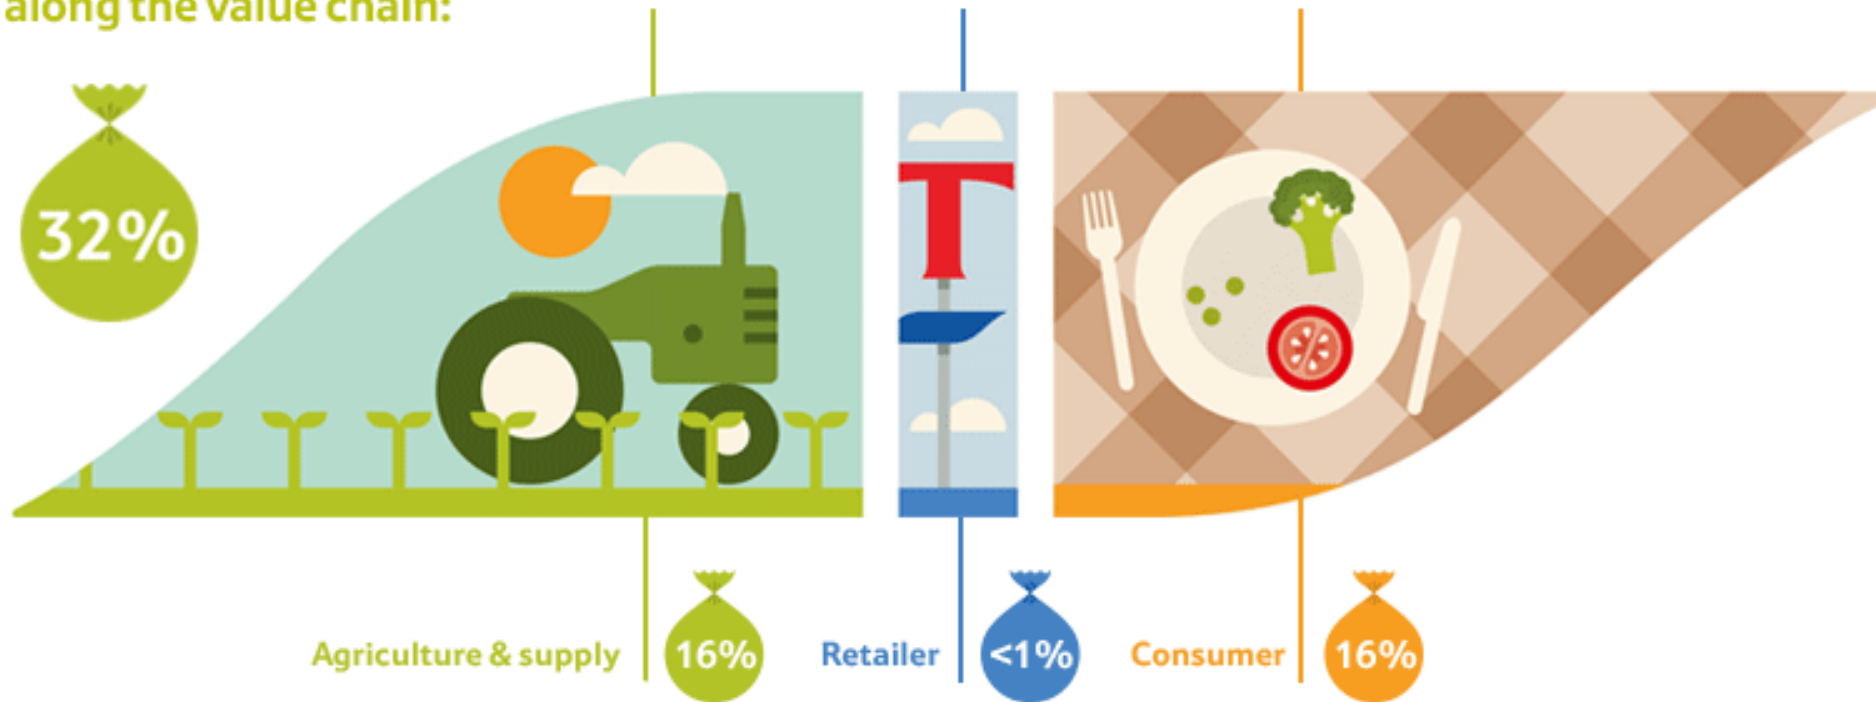 along the value chain:
32%
T
Agriculture & supply
16%
Retailer
<1%
Consumer
16%